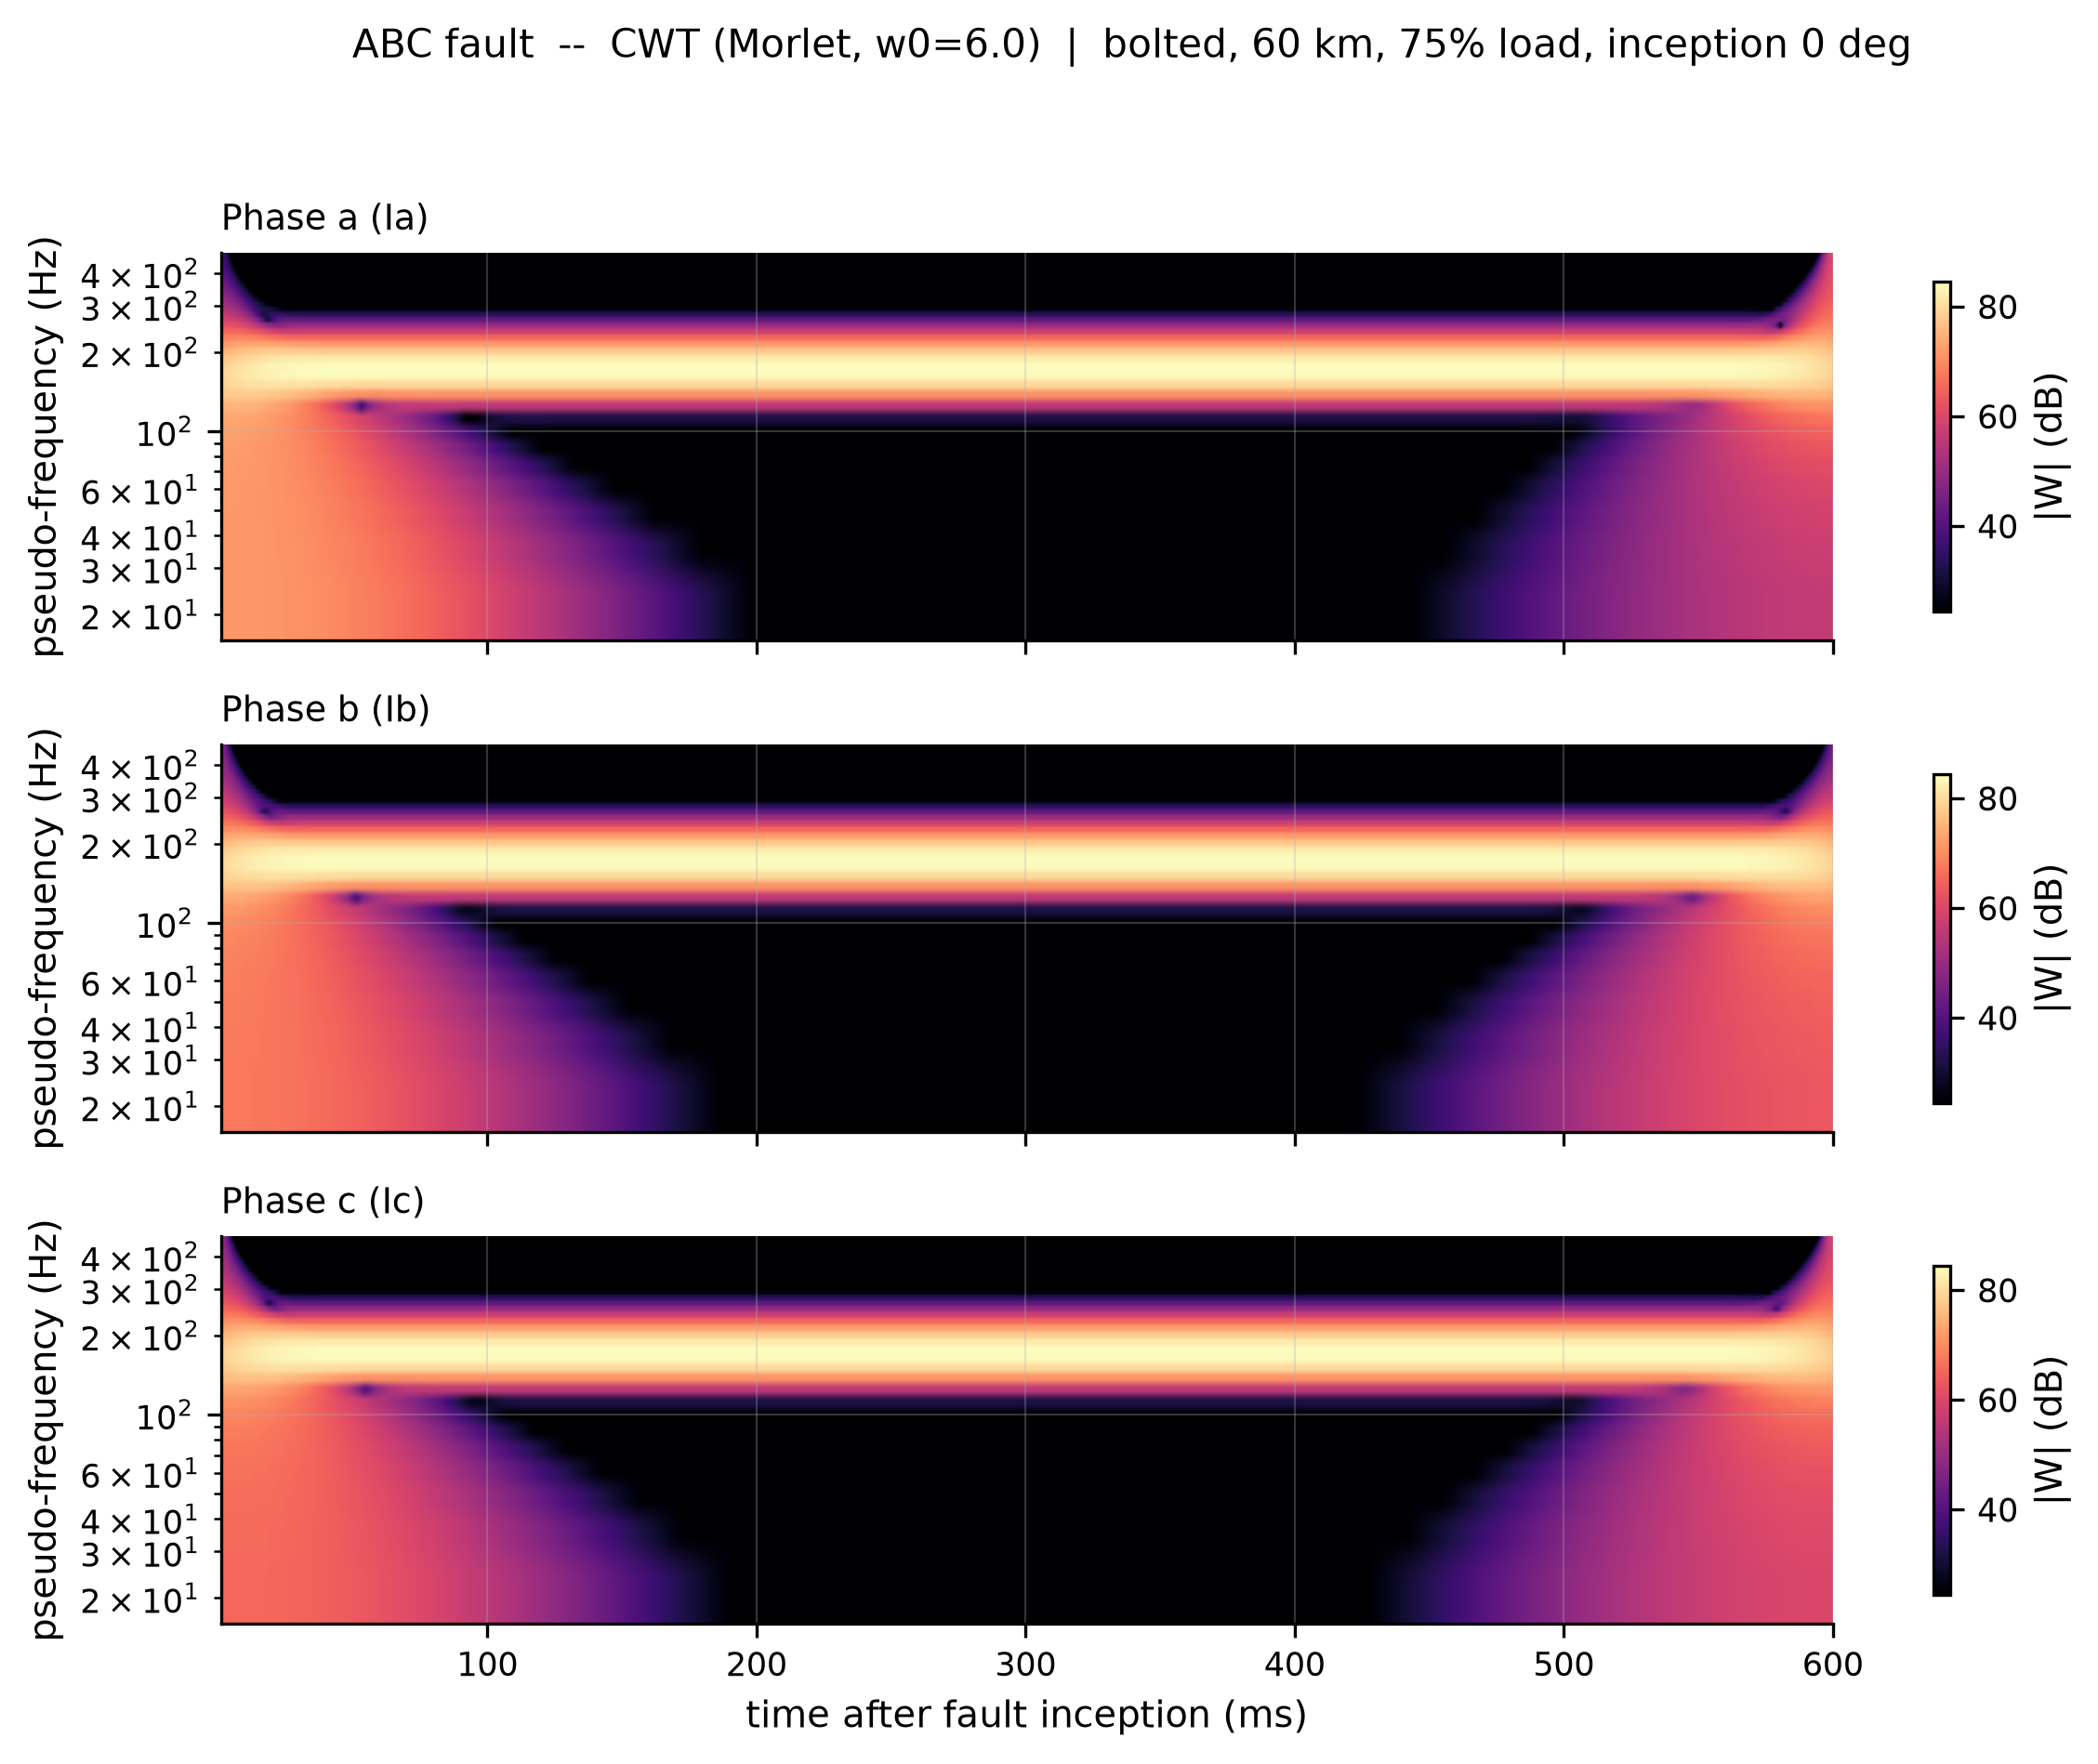 ABC fault  --  CWT (Morlet, w0=6.0)  |  bolted, 60 km, 75% load, inception 0 deg
Phase a (Ia)
pseudo-frequency (Hz)
4 × 10²
3 × 10²
2 × 10²
10²
6 × 10¹
4 × 10¹
3 × 10¹
2 × 10¹
80
60
40
|W| (dB)
Phase b (Ib)
pseudo-frequency (Hz)
4 × 10²
3 × 10²
2 × 10²
10²
6 × 10¹
4 × 10¹
3 × 10¹
2 × 10¹
80
60
40
|W| (dB)
Phase c (Ic)
pseudo-frequency (Hz)
4 × 10²
3 × 10²
2 × 10²
10²
6 × 10¹
4 × 10¹
3 × 10¹
2 × 10¹
80
60
40
|W| (dB)
100 200 300 400 500 600
time after fault inception (ms)